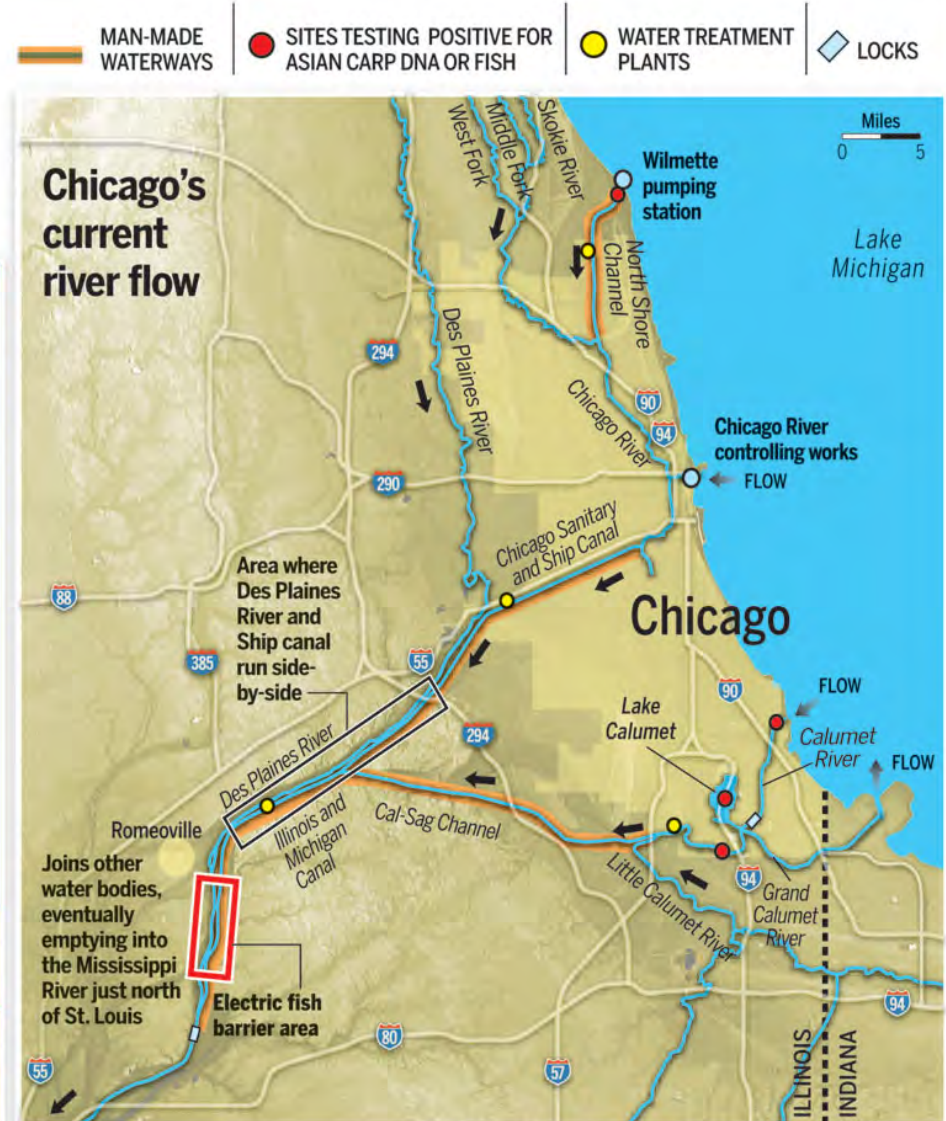 MAN-MADE
WATERWAYS
SITES TESTING POSITIVE FOR
ASIAN CARP DNA OR FISH
WATER TREATMENT
PLANTS
LOCKS
Chicago's
current
river flow
West Fork
Middle Fork
Skokie River
Wilmette
pumping
station
Miles
0 5
Lake
Michigan
North Shore
Channel
Des Plaines River
294
Chicago River
90
94
Chicago River
controlling works
FLOW
290
Chicago Sanitary
and Ship Canal
Area where
Des Plaines
River and
Ship canal
run side-
by-side
88
385
55
Chicago
90
FLOW
Lake
Calumet
294
Calumet
River
FLOW
Des Plaines River
Illinois and
Michigan
Canal
Cal-Sag Channel
Romeoville
Little Calumet River
94
Grand
Calumet
River
Joins other
water bodies,
eventually
emptying into
the Mississippi
River just north
of St. Louis
Electric fish
barrier area
94
80
55
57
ILLINOIS
INDIANA